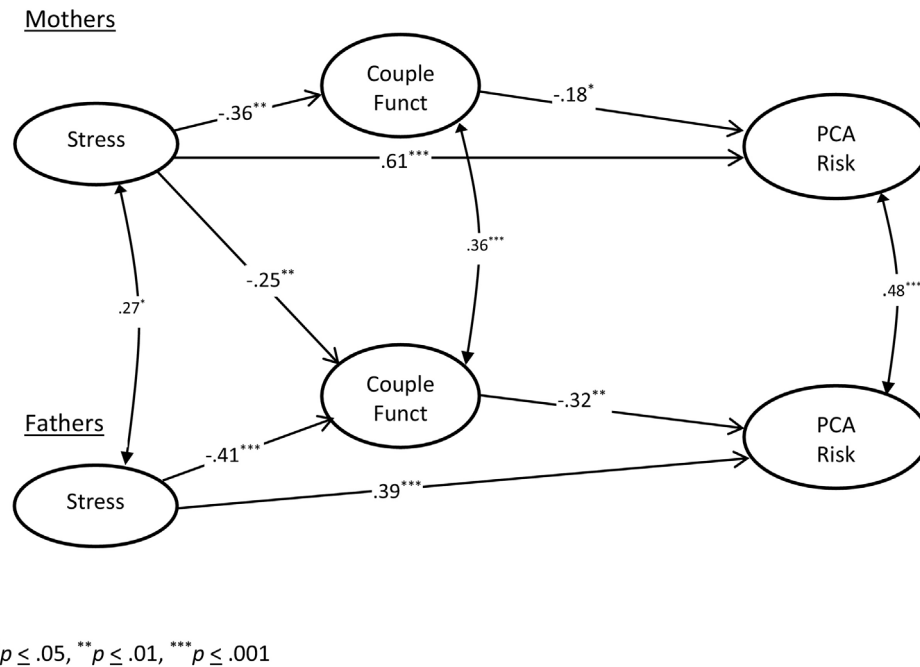 Mothers
Couple
Funct
-.36**
-.18*
Stress
PCA
Risk
.61***
.36***
-.25**
.27*
.48***
Couple
Funct
-.32**
Fathers
PCA
Risk
-.41***
.39***
Stress
p ≤ .05, **p ≤ .01, ***p ≤ .001